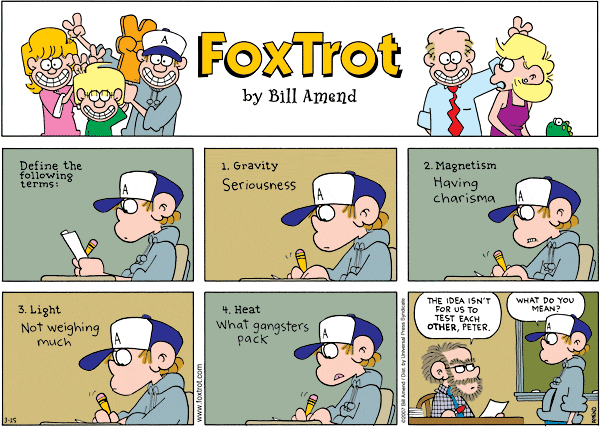 FOXTROT
by Bill Amend
A
Define the
following
terms:
A
1. Gravity
Seriousness
A
2. Magnetism
Having
charisma
A
3. Light
Not weighing
much
A
3-25
www.foxtrot.com
4. Heat
What gangsters
pack
A
©2007 Bill Amend / Dist. by Universal Press Syndicate
THE IDEA ISN'T
FOR US TO
TEST EACH
OTHER, PETER.
WHAT DO YOU
MEAN?
A
AMEND